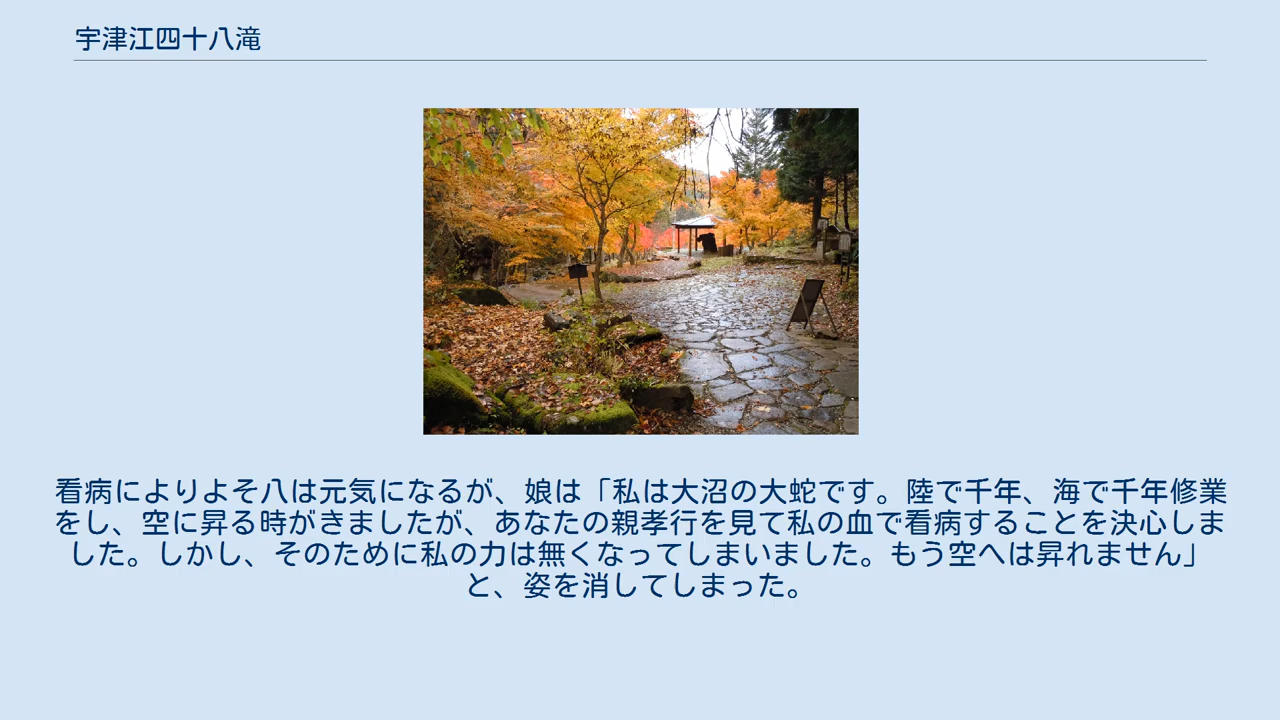 宇津江四十八滝
看病によりよそ八は元気になるが、娘は「私は大沼の大蛇です。陸で千年、海で千年修業
をし、空に昇る時がきましたが、あなたの親孝行を見て私の血で看病することを決心しま
した。しかし、そのために私の力は無くなってしまいました。もう空へは昇れません」
と、姿を消してしまった。